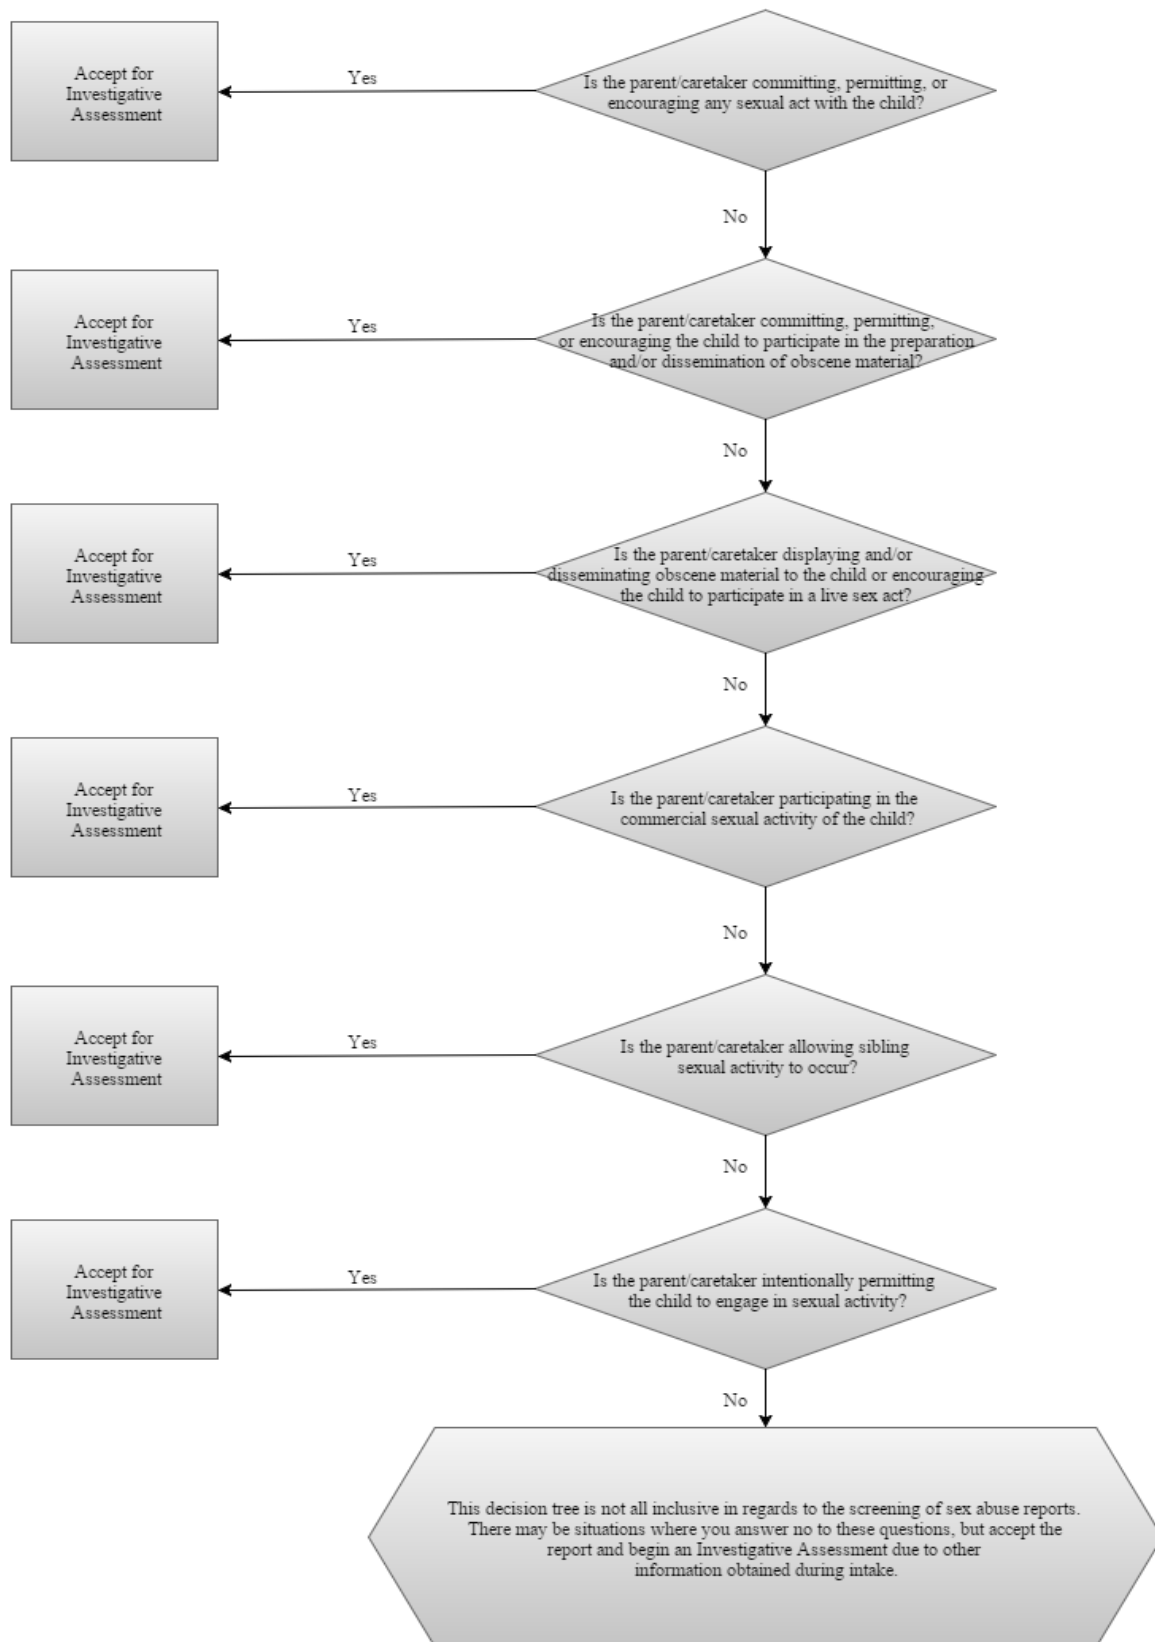 Accept for
Investigative
Assessment
Yes
Is the parent/caretaker committing, permitting, or
encouraging any sexual act with the child?
No
Accept for
Investigative
Assessment
Yes
Is the parent/caretaker committing, permitting,
or encouraging the child to participate in the preparation
and/or dissemination of obscene material?
No
Accept for
Investigative
Assessment
Yes
Is the parent/caretaker displaying and/or
disseminating obscene material to the child or encouraging
the child to participate in a live sex act?
No
Accept for
Investigative
Assessment
Yes
Is the parent/caretaker participating in the
commercial sexual activity of the child?
No
Accept for
Investigative
Assessment
Yes
Is the parent/caretaker allowing sibling
sexual activity to occur?
No
Accept for
Investigative
Assessment
Yes
Is the parent/caretaker intentionally permitting
the child to engage in sexual activity?
No
This decision tree is not all inclusive in regards to the screening of sex abuse reports.
There may be situations where you answer no to these questions, but accept the
report and begin an Investigative Assessment due to other
information obtained during intake.